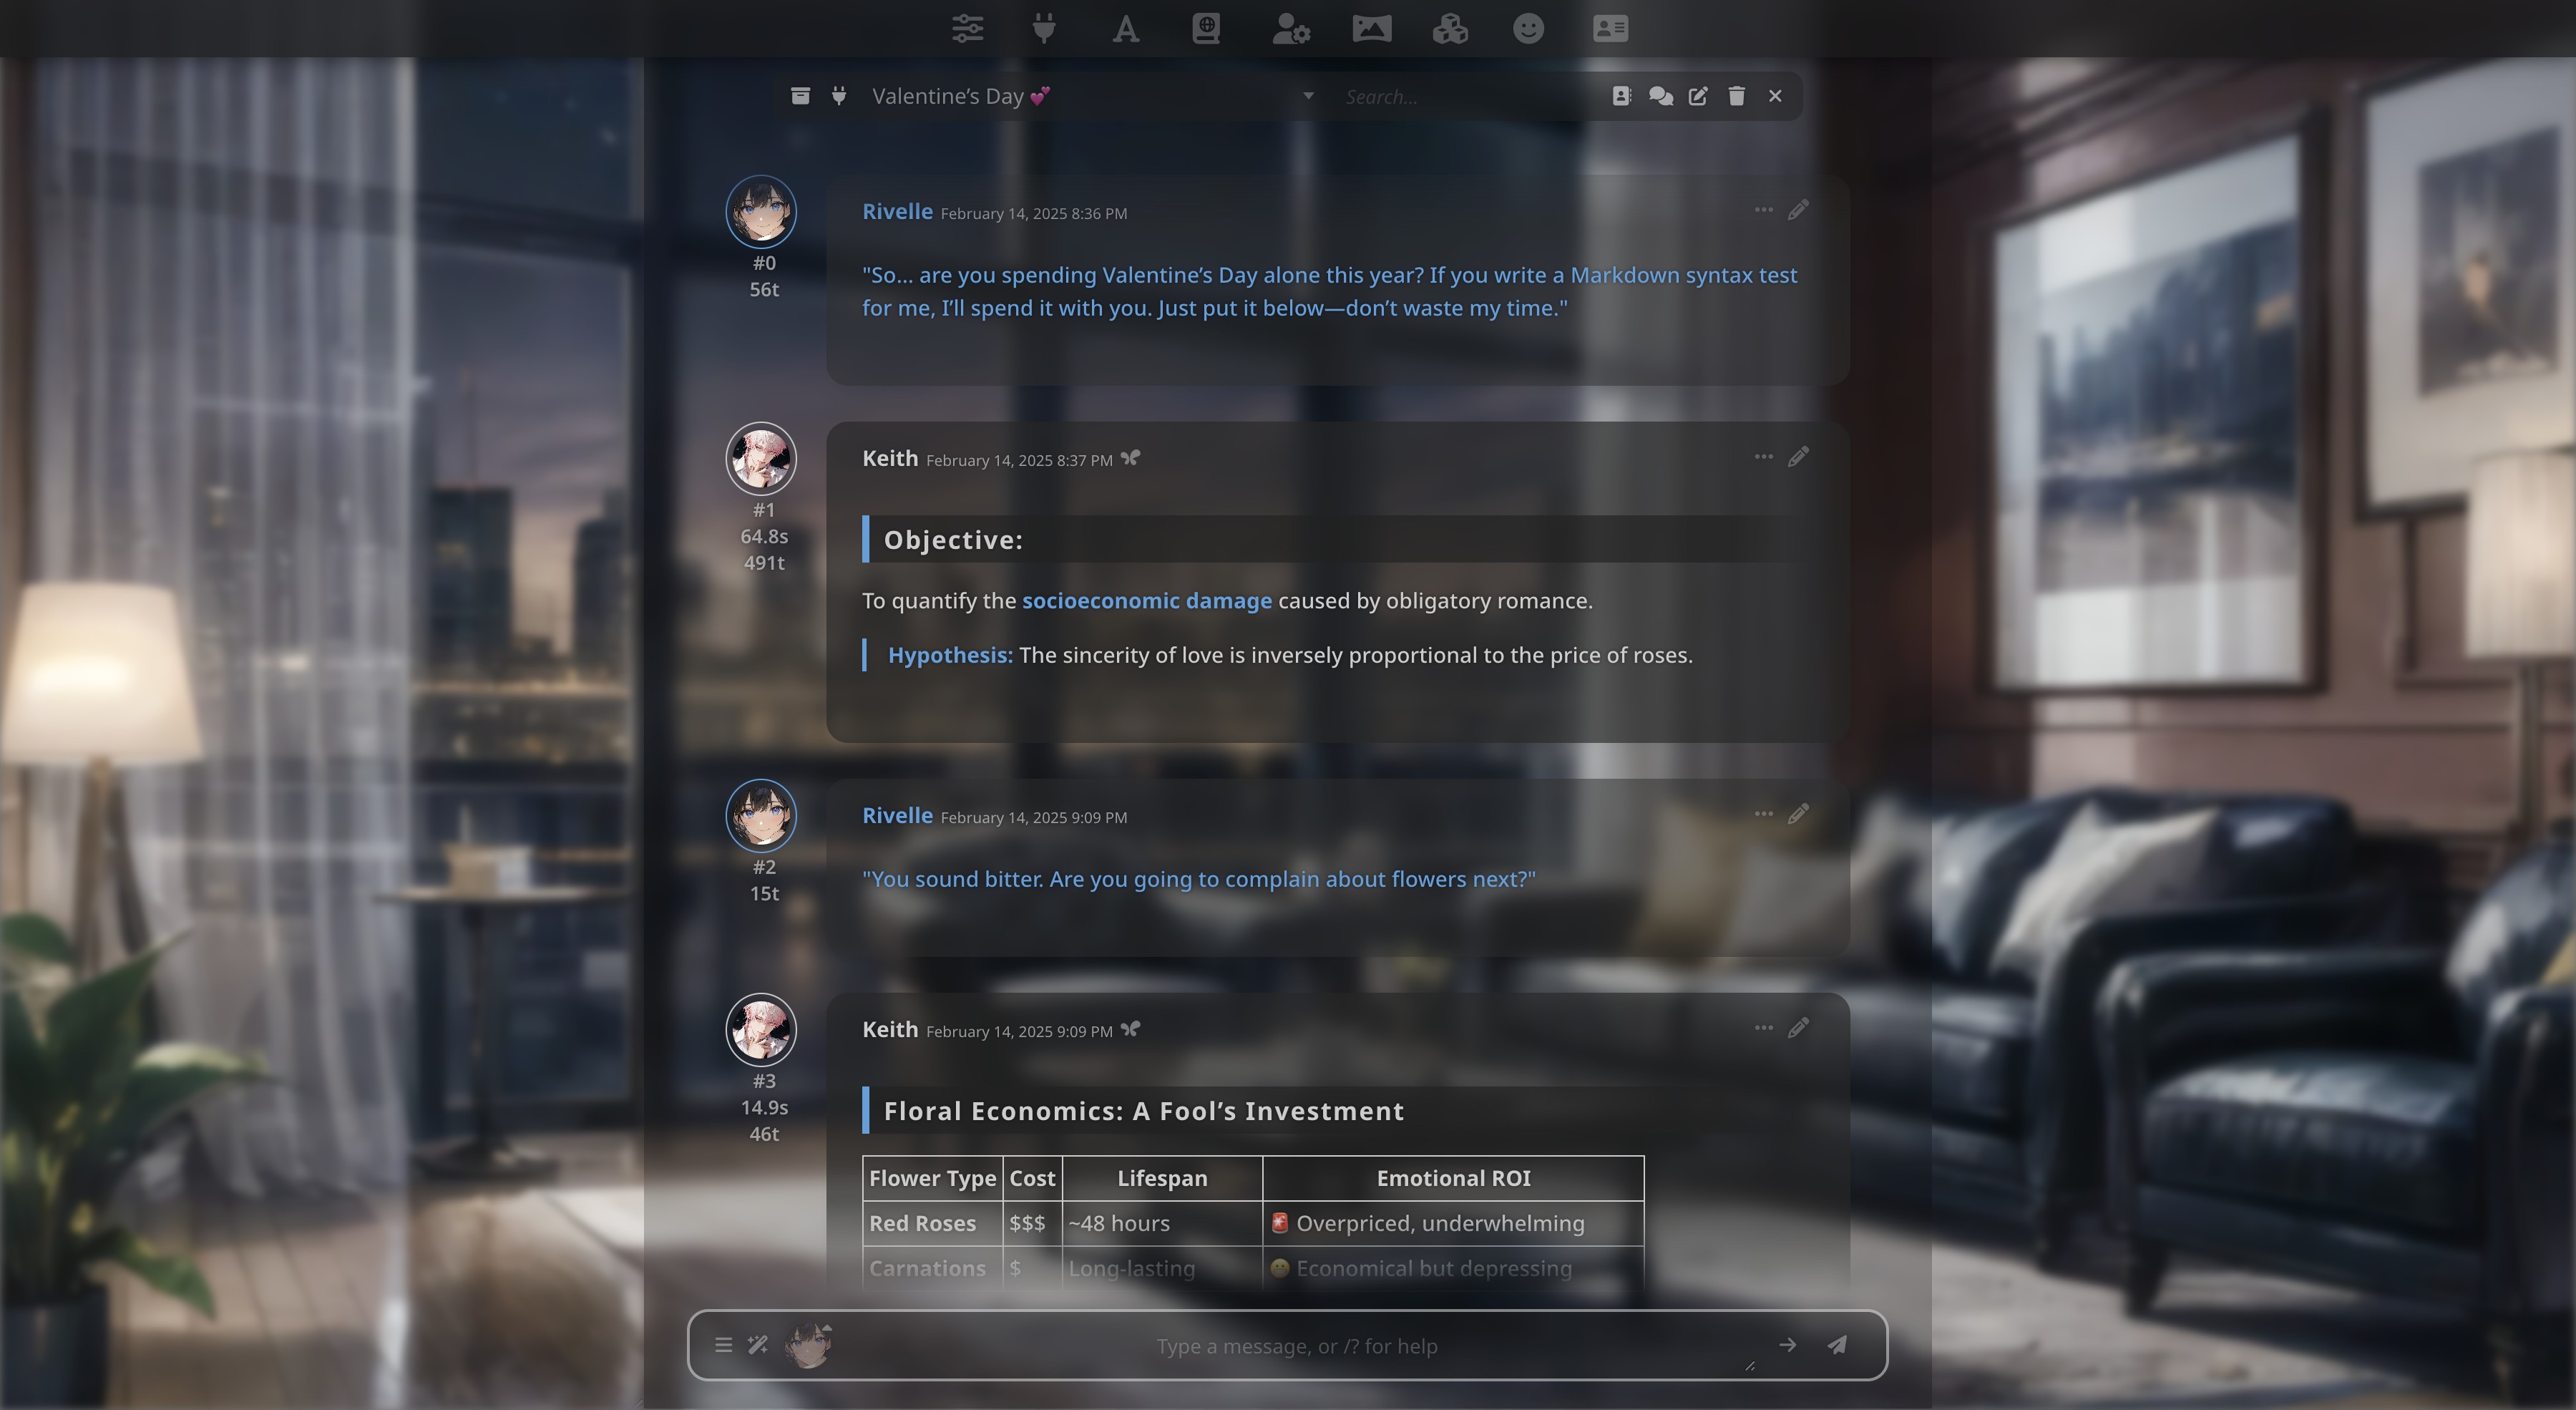 Valentine’s Day 💕
Search...
Rivelle February 14, 2025 8:36 PM
#0
56t
"So... are you spending Valentine’s Day alone this year? If you write a Markdown syntax test
for me, I’ll spend it with you. Just put it below—don’t waste my time."
Keith February 14, 2025 8:37 PM
#1
64.8s
491t
Objective:
To quantify the socioeconomic damage caused by obligatory romance.
Hypothesis: The sincerity of love is inversely proportional to the price of roses.
Rivelle February 14, 2025 9:09 PM
#2
15t
"You sound bitter. Are you going to complain about flowers next?"
Keith February 14, 2025 9:09 PM
#3
14.9s
46t
Floral Economics: A Fool’s Investment
Flower Type Cost Lifespan Emotional ROI
Red Roses $$$ ~48 hours 🚨 Overpriced, underwhelming
Carnations $ Long-lasting 😬 Economical but depressing
Type a message, or /? for help